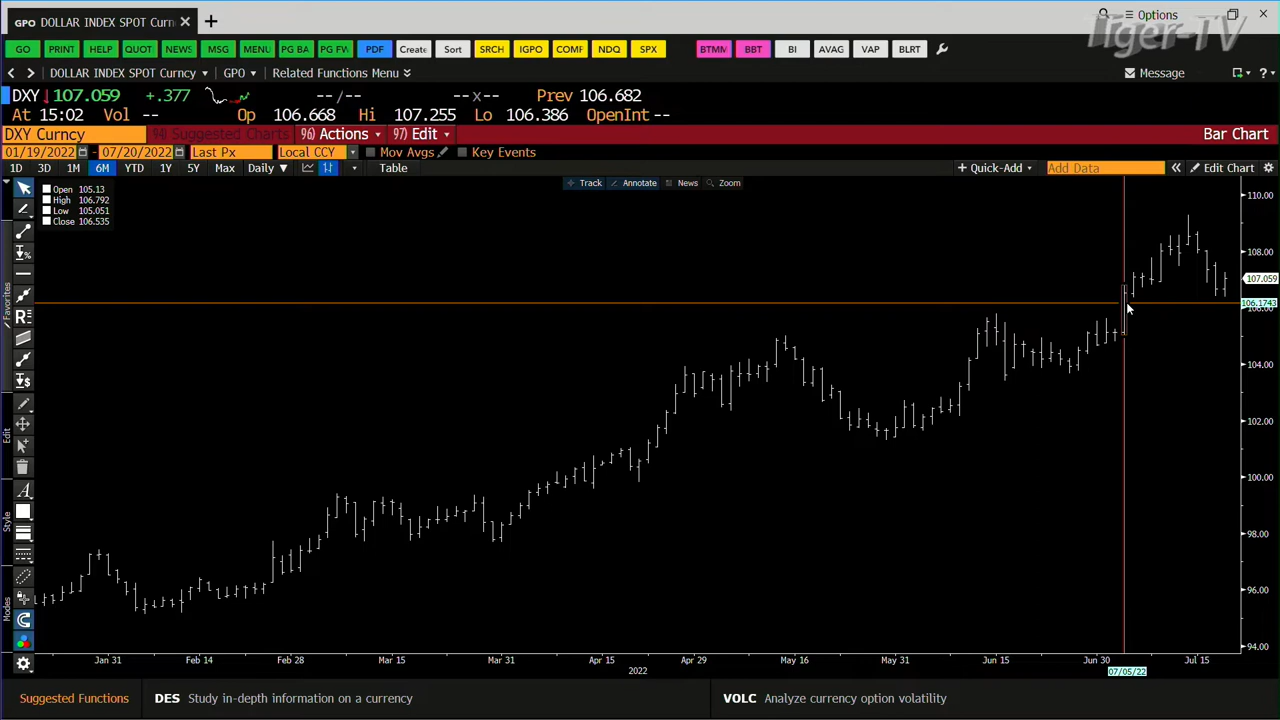 GPO DOLLAR INDEX SPOT Curn × +
Options
Tiger-TV
GO PRINT HELP QUOT NEWS MSG MENU PG BA PG FW PDF Create Sort SRCH IGPO COMF NDQ SPX BTMM BBT BI AVAG VAP BLRT
< > DOLLAR INDEX SPOT Curncy GPO Related Functions Menu Message ?
DXY 107.059 +.377 --/-- --x-- Prev 106.682
At 15:02 Vol -- Op 106.668 Hi 107.255 Lo 106.386 OpenInt --
DXY Curncy 94) Suggested Charts 96) Actions 97) Edit Bar Chart
01/19/2022 - 07/20/2022 Last Px Local CCY Mov Avgs Key Events
1D 3D 1M 6M YTD 1Y 5Y Max Daily Table + Quick-Add Add Data Edit Chart
Track Annotate News Zoom
Open 105.13
High 106.792
Low 105.051
Close 106.535
110.00
108.00
107.059
106.1743
106.00
104.00
102.00
100.00
98.00
96.00
94.00
Favorites
Edit
Style
Modes
Jan 31 Feb 14 Feb 28 Mar 15 Mar 31 Apr 15 Apr 29 May 16 May 31 Jun 15 Jun 30 Jul 15
2022
07/05/22
Suggested Functions DES Study in-depth information on a currency VOLC Analyze currency option volatility